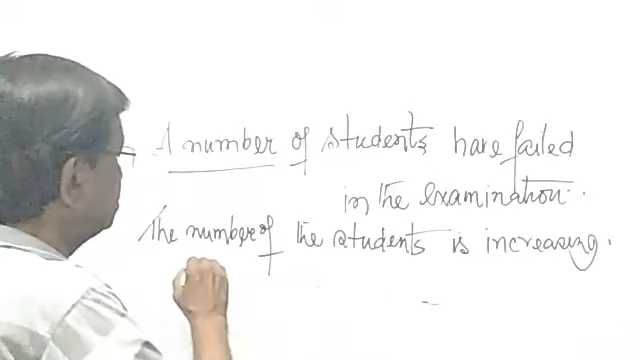 A number of students have failed
in the examination.
The number of the students is increasing.